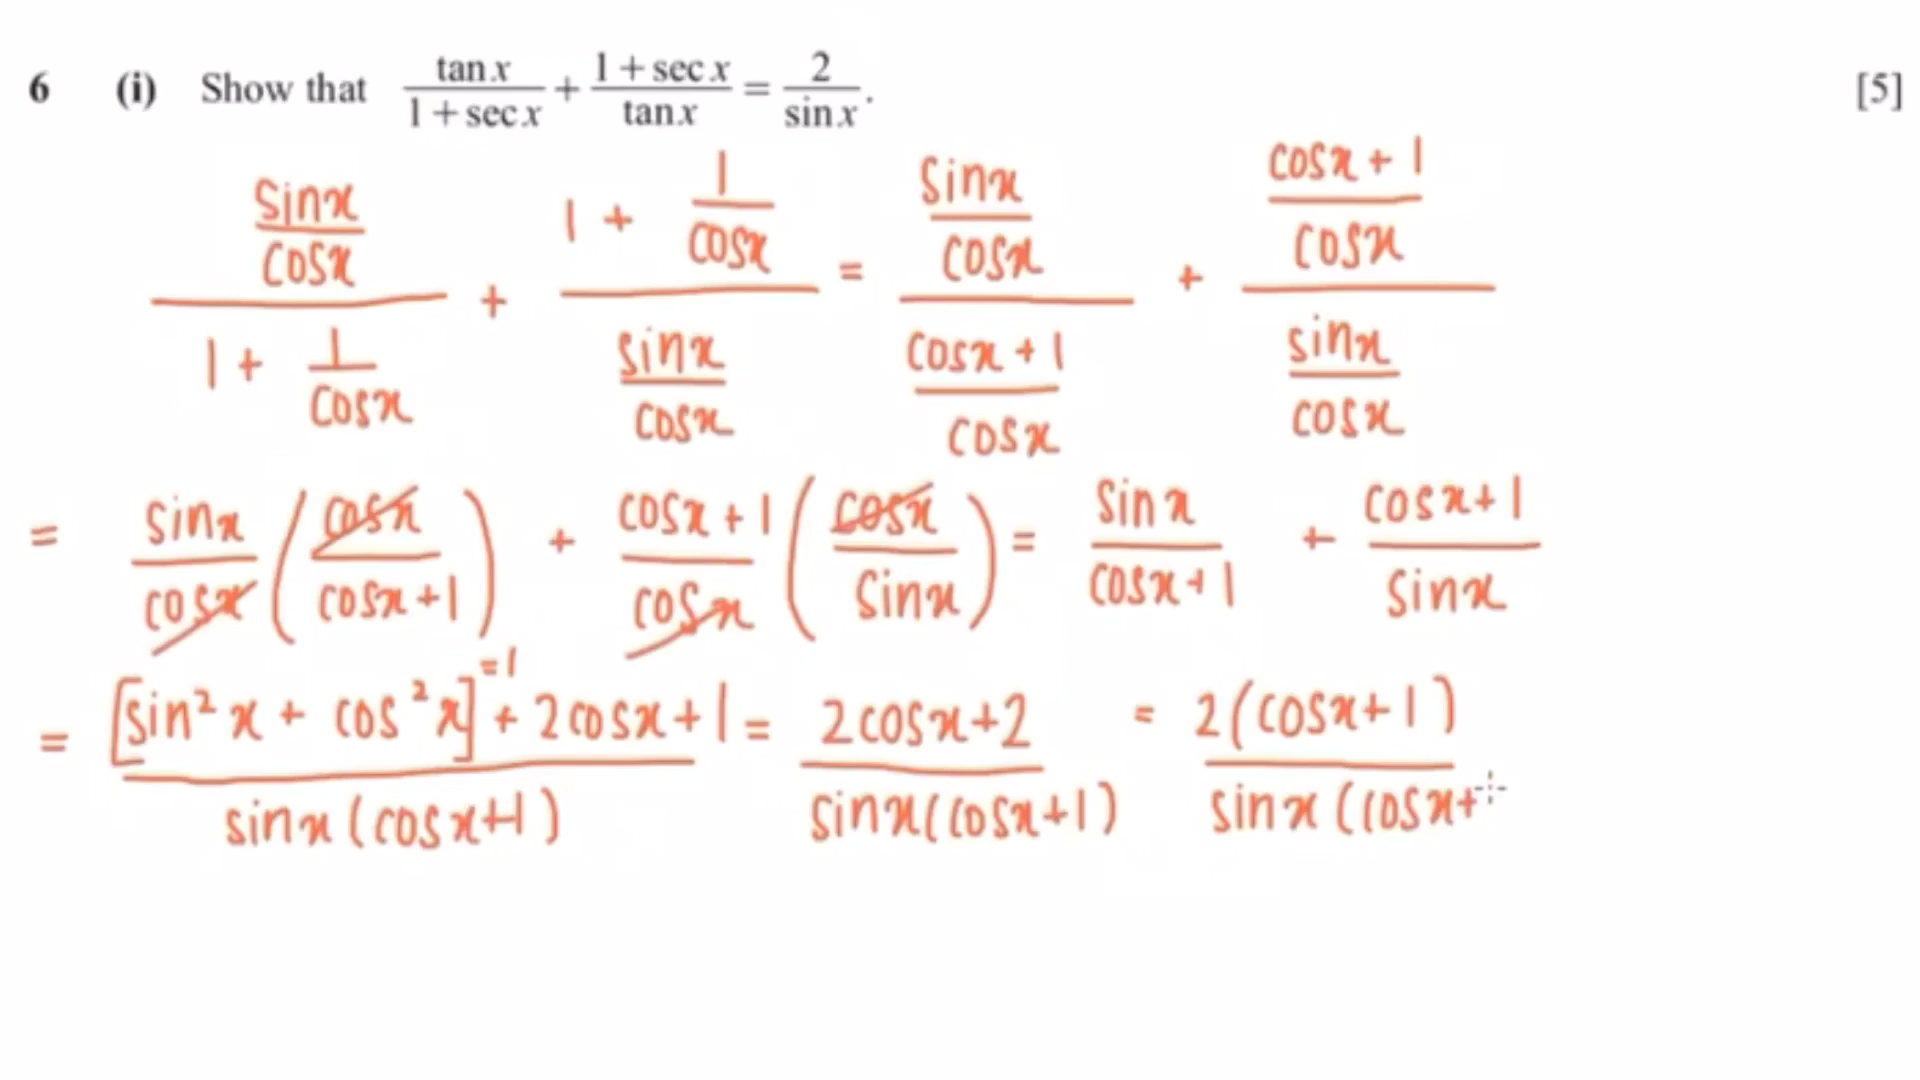 6 (i) Show that tan x / (1 + sec x) + (1 + sec x) / tan x = 2 / sin x. [5]
(sinx / cosx) / (1 + 1 / cosx) + (1 + 1 / cosx) / (sinx / cosx) = (sinx / cosx) / ((cosx + 1) / cosx) + ((cosx + 1) / cosx) / (sinx / cosx)
= sinx / cosx (cosx / (cosx + 1)) + (cosx + 1) / cosx (cosx / sinx) = sinx / (cosx + 1) + (cosx + 1) / sinx
= ([sin²x + cos²x]⁼¹ + 2cosx + 1) / (sinx (cosx + 1)) = (2cosx + 2) / (sinx (cosx + 1)) = 2(cosx + 1) / (sinx (cosx +